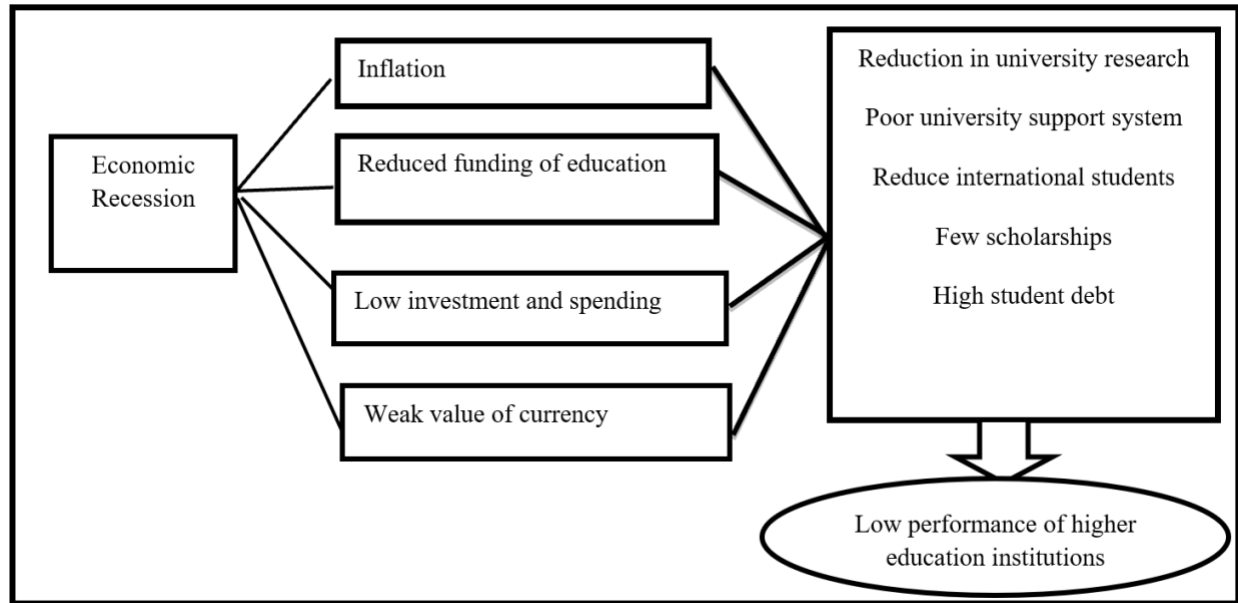 Economic
Recession
Inflation
Reduced funding of education
Low investment and spending
Weak value of currency
Reduction in university research
Poor university support system
Reduce international students
Few scholarships
High student debt
Low performance of higher
education institutions